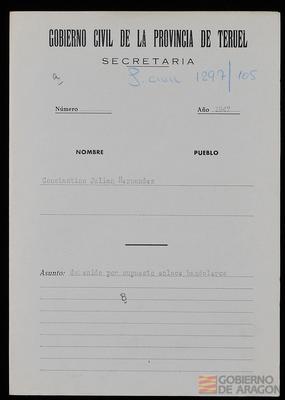 GOBIERNO CIVIL DE LA PROVINCIA DE TERUEL
SECRETARIA
a, G. civil 1297/105
Número
Año 1947
NOMBRE PUEBLO
Constantino Julian Hernandez
Asunto: detenido por supuesto enlace bandoleros
B
GOBIERNO
DE ARAGON